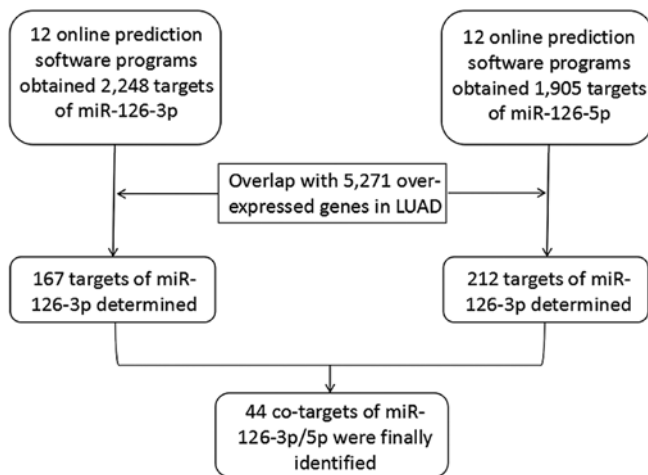 12 online prediction
software programs
obtained 2,248 targets
of miR-126-3p
12 online prediction
software programs
obtained 1,905 targets
of miR-126-5p
Overlap with 5,271 over-
expressed genes in LUAD
167 targets of miR-
126-3p determined
212 targets of miR-
126-3p determined
44 co-targets of miR-
126-3p/5p were finally
identified